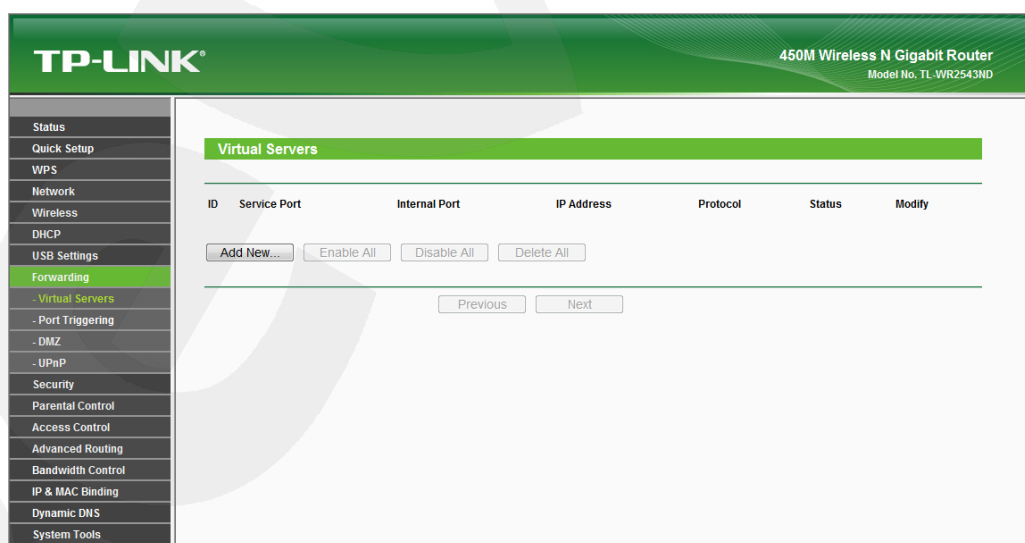 TP-LINK®
450M Wireless N Gigabit Router
Model No. TL-WR2543ND
Status
Quick Setup
WPS
Network
Wireless
DHCP
USB Settings
Forwarding
- Virtual Servers
- Port Triggering
- DMZ
- UPnP
Security
Parental Control
Access Control
Advanced Routing
Bandwidth Control
IP & MAC Binding
Dynamic DNS
System Tools
Virtual Servers
ID Service Port Internal Port IP Address Protocol Status Modify
Add New... Enable All Disable All Delete All
Previous Next